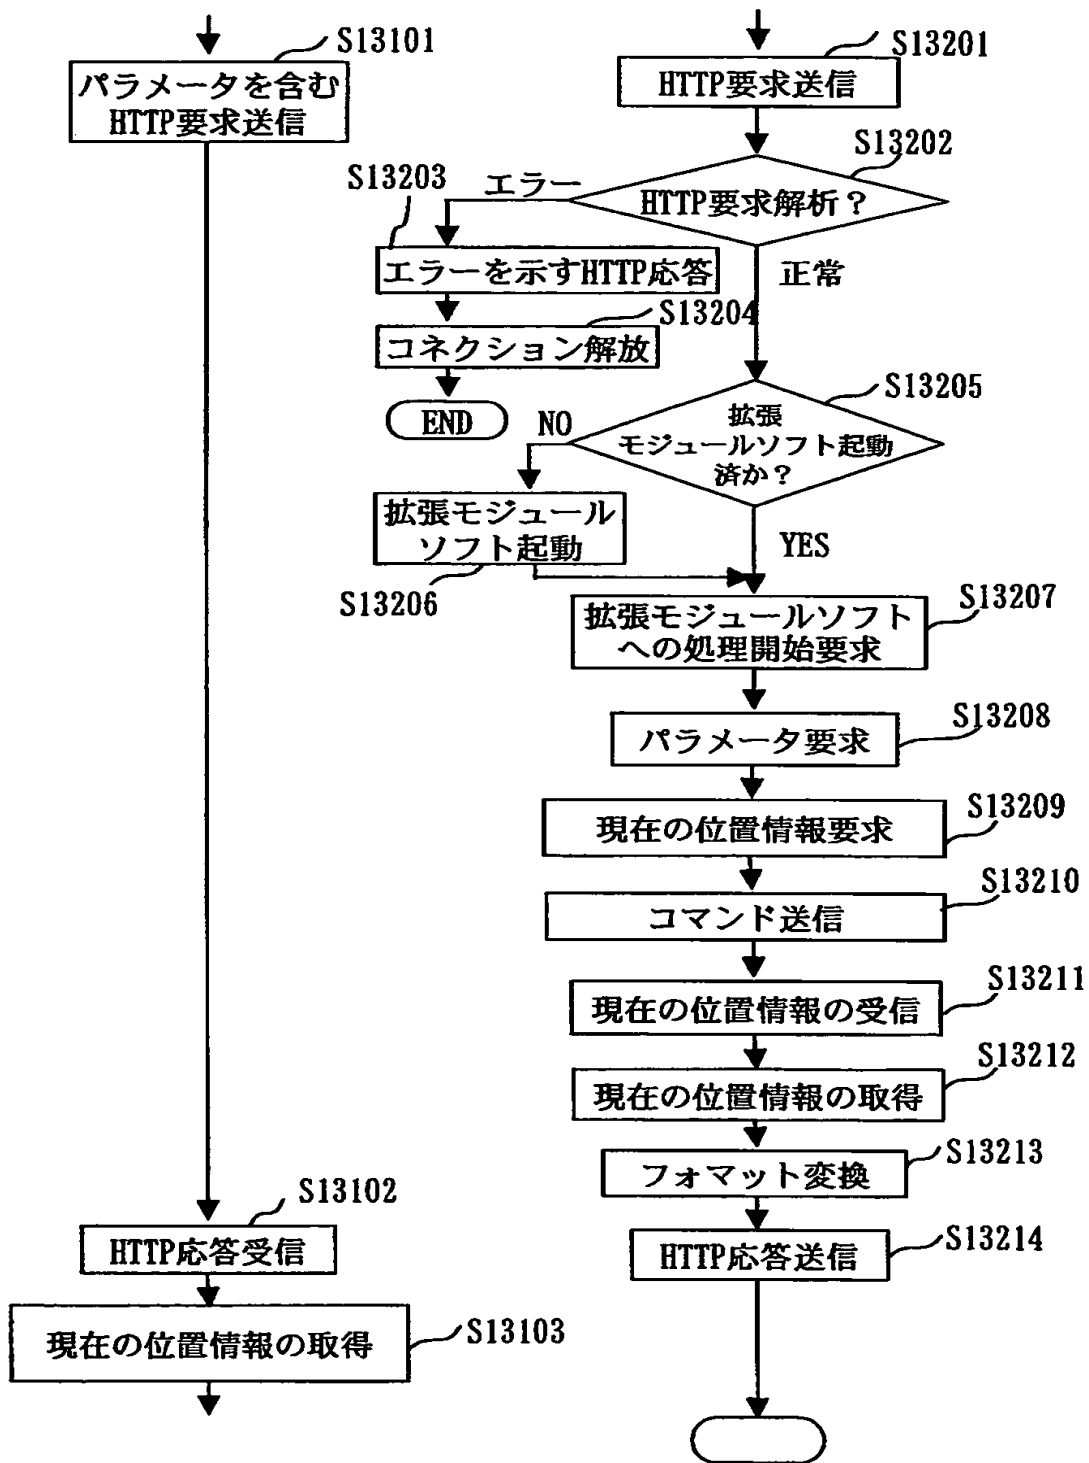 S13101
パラメータを含む
HTTP要求送信
S13102
HTTP応答受信
S13103
現在の位置情報の取得
S13201
HTTP要求送信
S13202
HTTP要求解析？
エラー
S13203
エラーを示すHTTP応答
S13204
コネクション解放
END
正常
S13205
拡張
モジュールソフト起動
済か？
NO
拡張モジュール
ソフト起動
S13206
YES
S13207
拡張モジュールソフト
への処理開始要求
S13208
パラメータ要求
S13209
現在の位置情報要求
S13210
コマンド送信
S13211
現在の位置情報の受信
S13212
現在の位置情報の取得
S13213
フォマット変換
S13214
HTTP応答送信